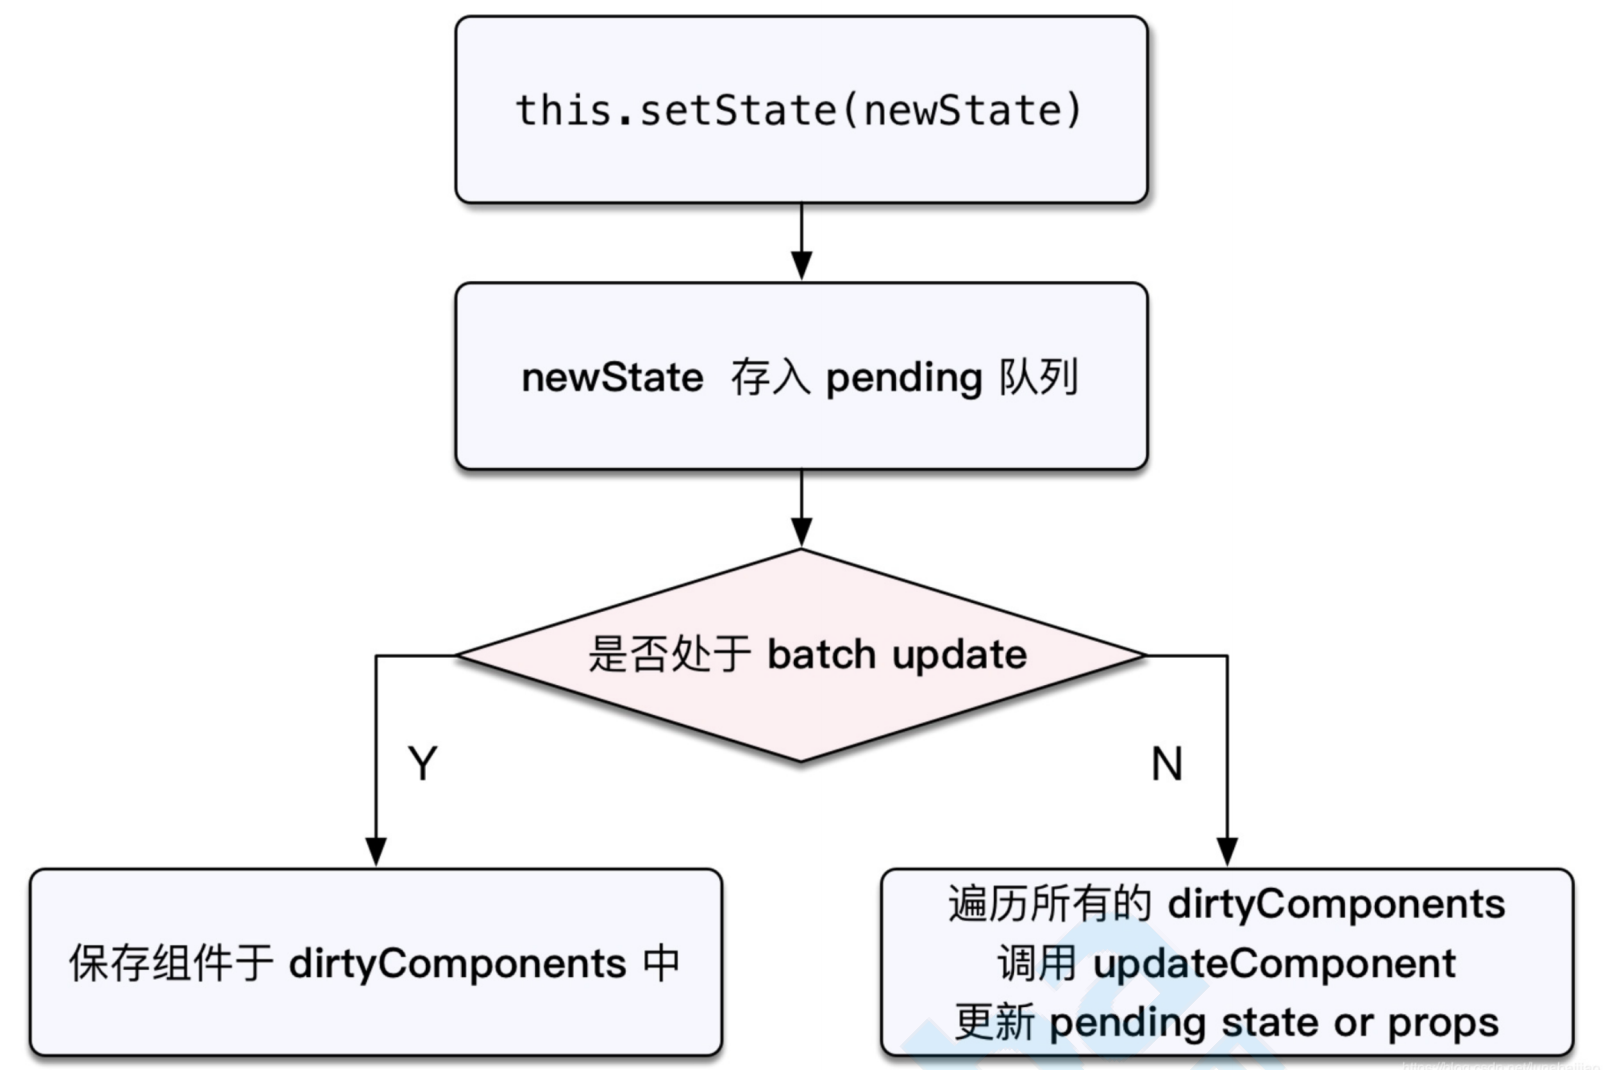 this.setState(newState)
newState 存入 pending 队列
是否处于 batch update
Y
N
保存组件于 dirtyComponents 中
遍历所有的 dirtyComponents
调用 updateComponent
更新 pending state or props